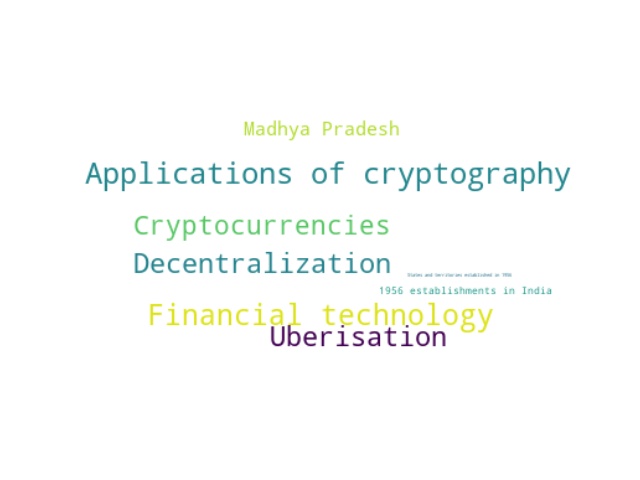 Madhya Pradesh
Applications of cryptography
Cryptocurrencies
Decentralization
States and territories established in 1956
1956 establishments in India
Financial technology
Uberisation